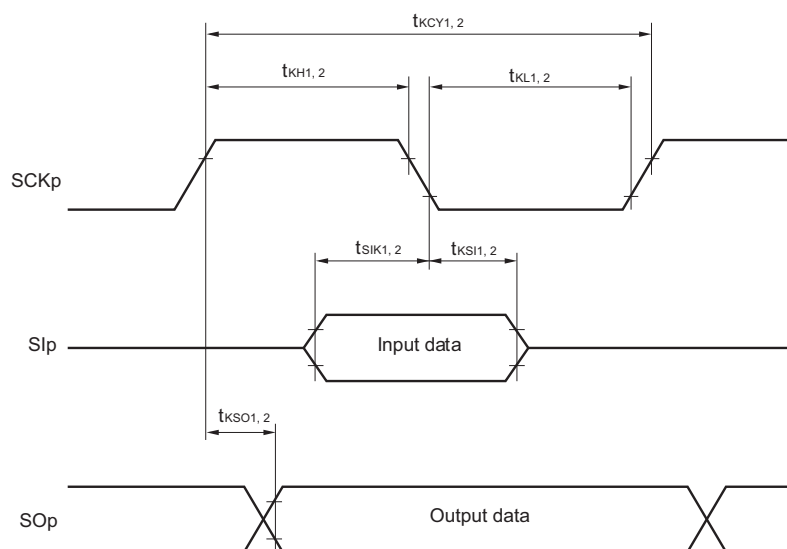 tKCY1, 2
tKH1, 2
tKL1, 2
SCKp
tSIK1, 2
tKSI1, 2
SIp
Input data
tKSO1, 2
SOp
Output data